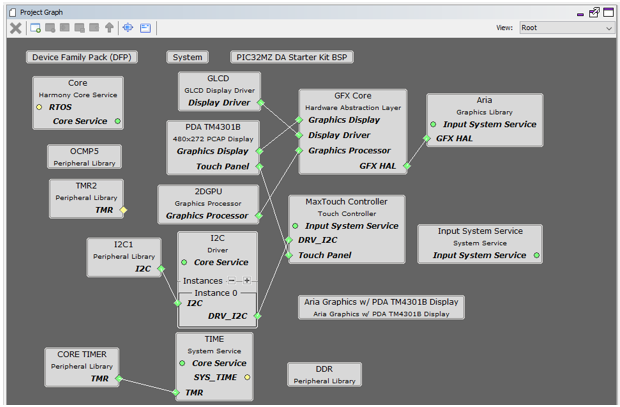 Project Graph
View: Root
Device Family Pack (DFP)
System
PIC32MZ DA Starter Kit BSP
Core
Harmony Core Service
RTOS
Core Service
GLCD
GLCD Display Driver
Display Driver
GFX Core
Hardware Abstraction Layer
Graphics Display
Display Driver
Graphics Processor
GFX HAL
Aria
Graphics Library
Input System Service
GFX HAL
PDA TM4301B
480x272 PCAP Display
Graphics Display
Touch Panel
OCMP5
Peripheral Library
TMR2
Peripheral Library
TMR
2DGPU
Graphics Processor
Graphics Processor
MaxTouch Controller
Touch Controller
Input System Service
DRV_I2C
Touch Panel
Input System Service
System Service
Input System Service
I2C1
Peripheral Library
I2C
I2C
Driver
Core Service
Instances
Instance 0
I2C
DRV_I2C
Aria Graphics w/ PDA TM4301B Display
Aria Graphics w/ PDA TM4301B Display
CORE TIMER
Peripheral Library
TMR
TIME
System Service
Core Service
SYS_TIME
TMR
DDR
Peripheral Library